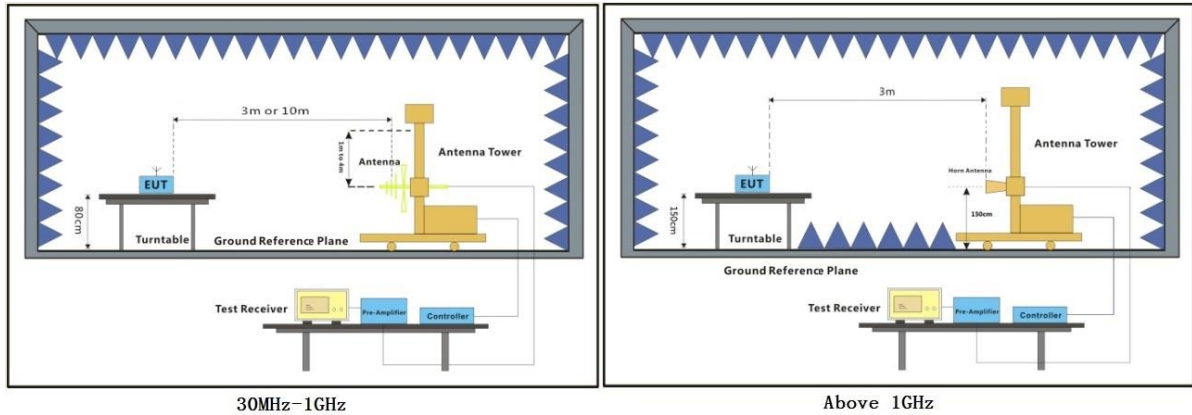 3m or 10m
1m to 4m
Antenna
Antenna Tower
EUT
80cm
Turntable
Ground Reference Plane
Test Receiver
Pre-Amplifier
Controller
30MHz-1GHz
3m
Antenna Tower
Horn Antenna
EUT
150cm
150cm
Turntable
Ground Reference Plane
Test Receiver
Pre-Amplifier
Controller
Above 1GHz